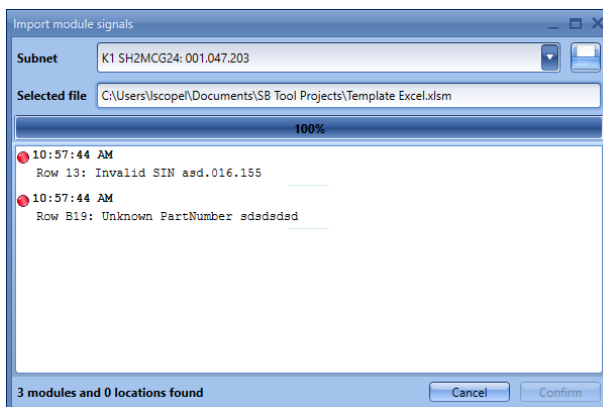 Import module signals
Subnet
K1 SH2MCG24: 001.047.203
Selected file
C:\Users\lscopel\Documents\SB Tool Projects\Template Excel.xlsm
100%
10:57:44 AM
Row 13: Invalid SIN asd.016.155
10:57:44 AM
Row B19: Unknown PartNumber sdsdsdsd
3 modules and 0 locations found
Cancel
Confirm